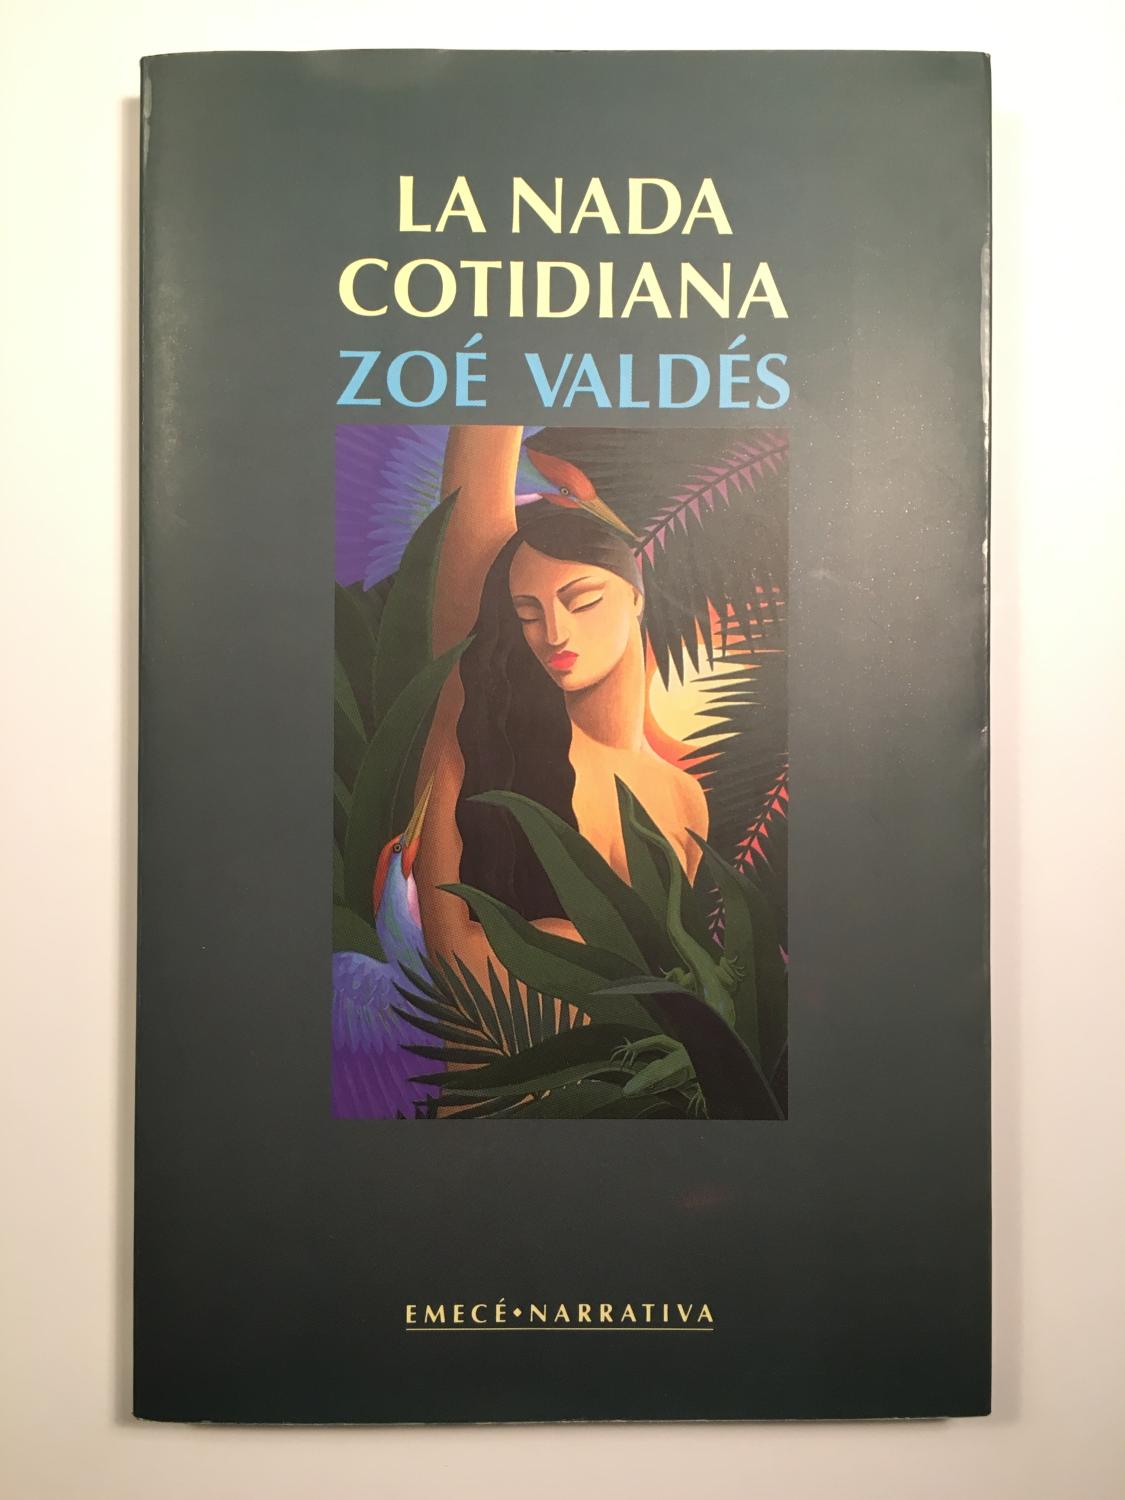 LA NADA
COTIDIANA
ZOÉ VALDÉS
EMECÉ◆NARRATIVA